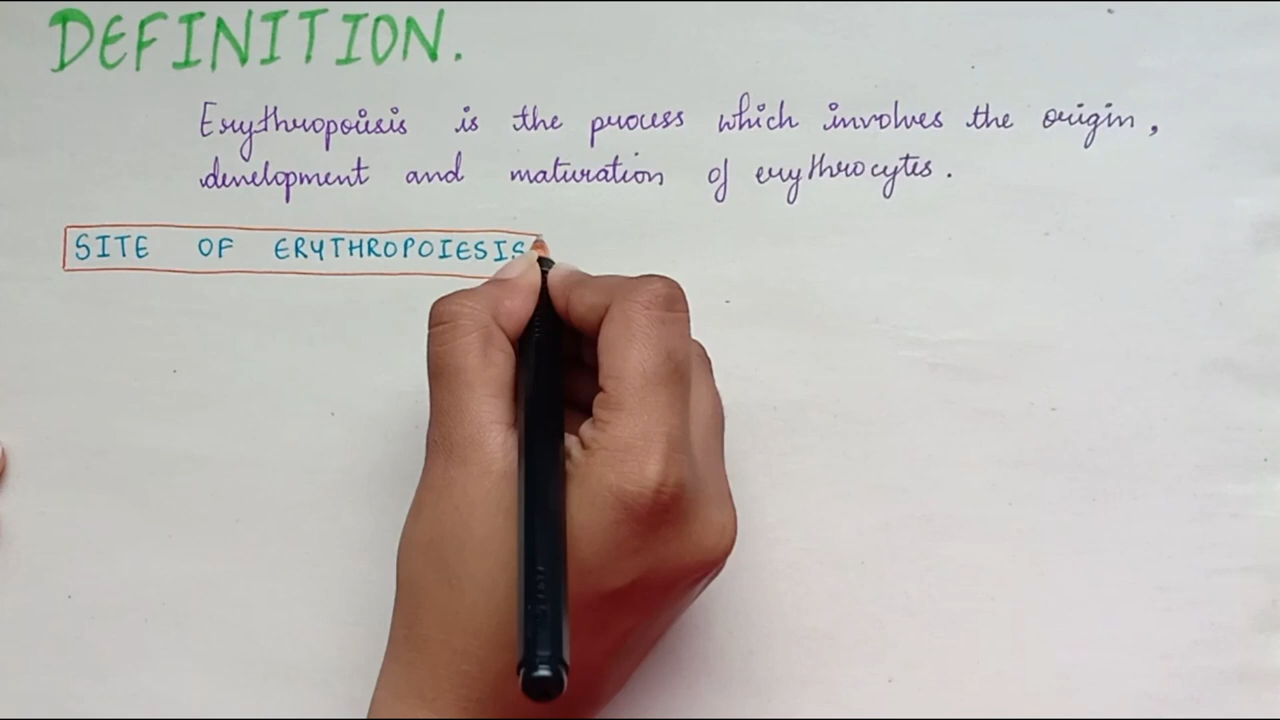 DEFINITION.
Erythropoiesis is the process which involves the origin,
development and maturation of erythrocytes.
SITE OF ERYTHROPOIESIS